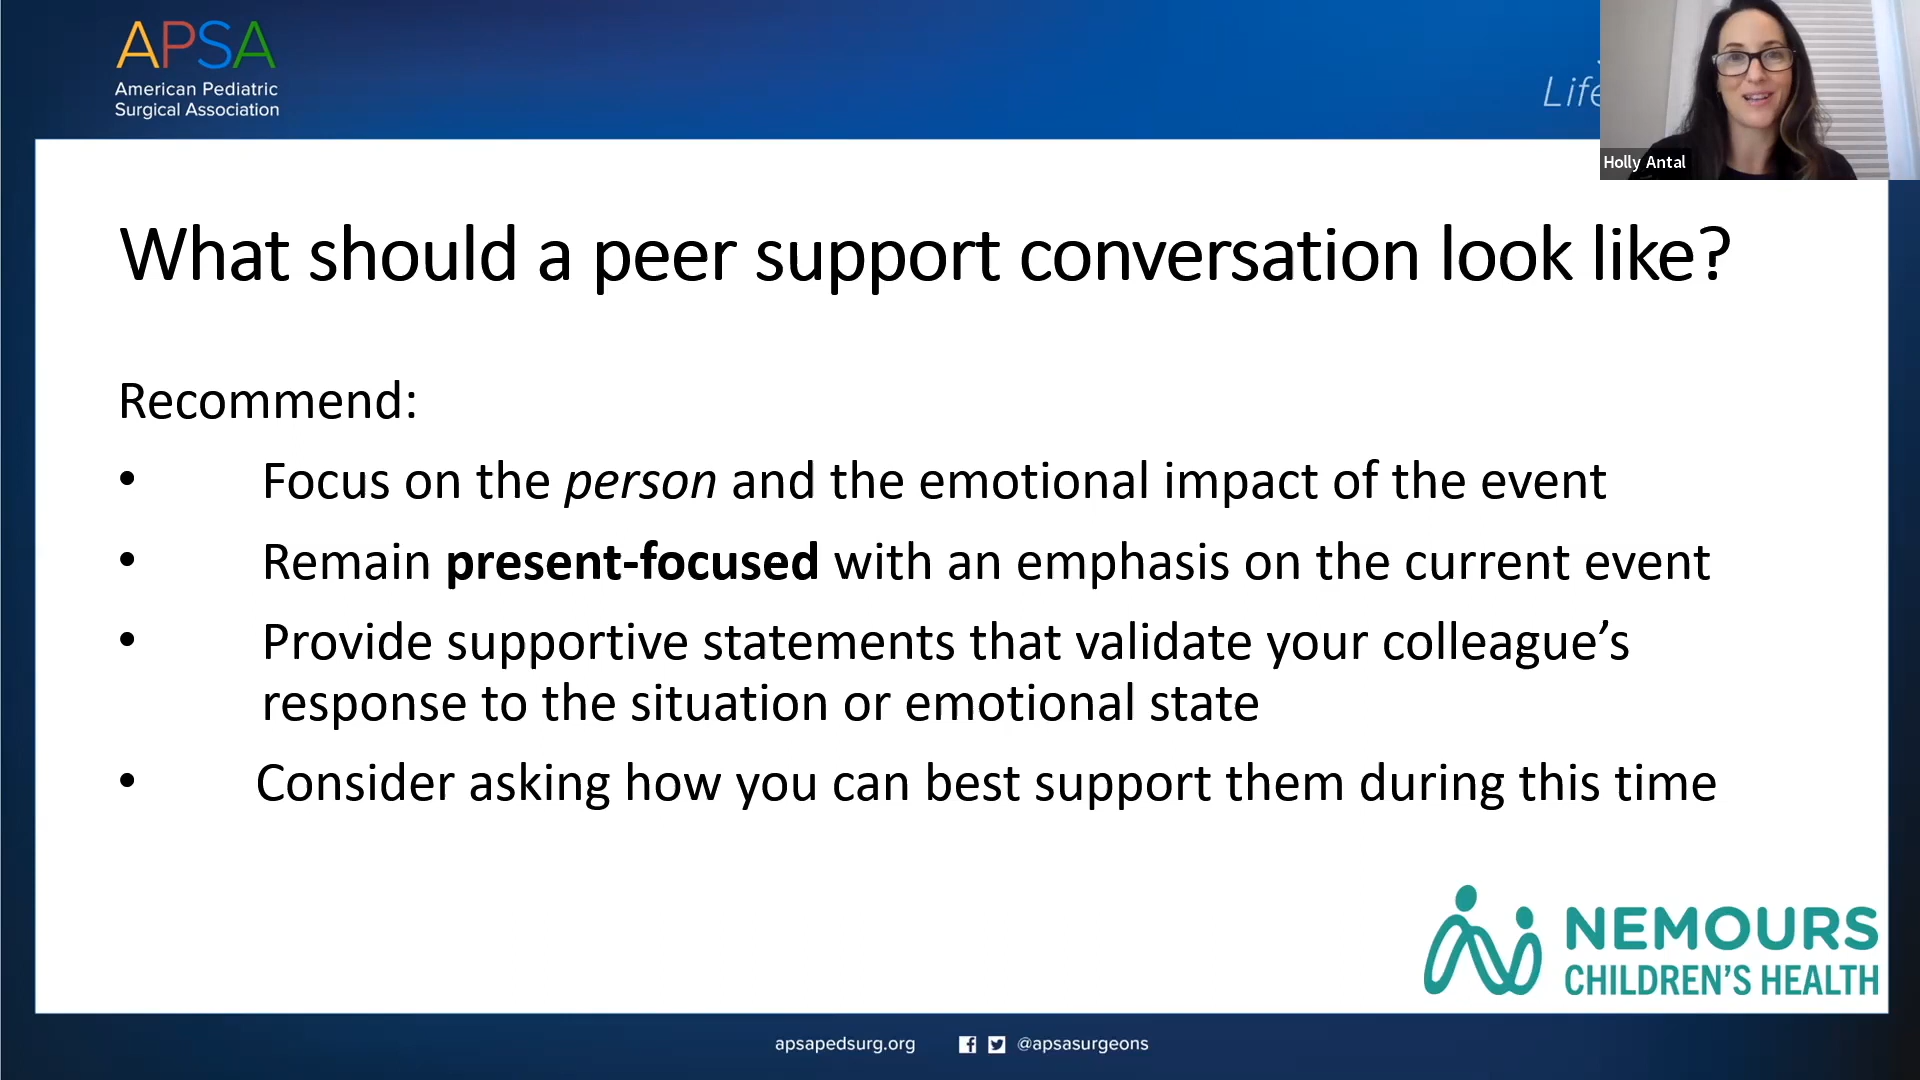 APSA
American Pediatric
Surgical Association
Life
Holly Antal
What should a peer support conversation look like?
Recommend:
• Focus on the person and the emotional impact of the event
• Remain present-focused with an emphasis on the current event
• Provide supportive statements that validate your colleague’s
response to the situation or emotional state
• Consider asking how you can best support them during this time
NEMOURS
CHILDREN’S HEALTH
apsapedsurg.org
@apsasurgeons